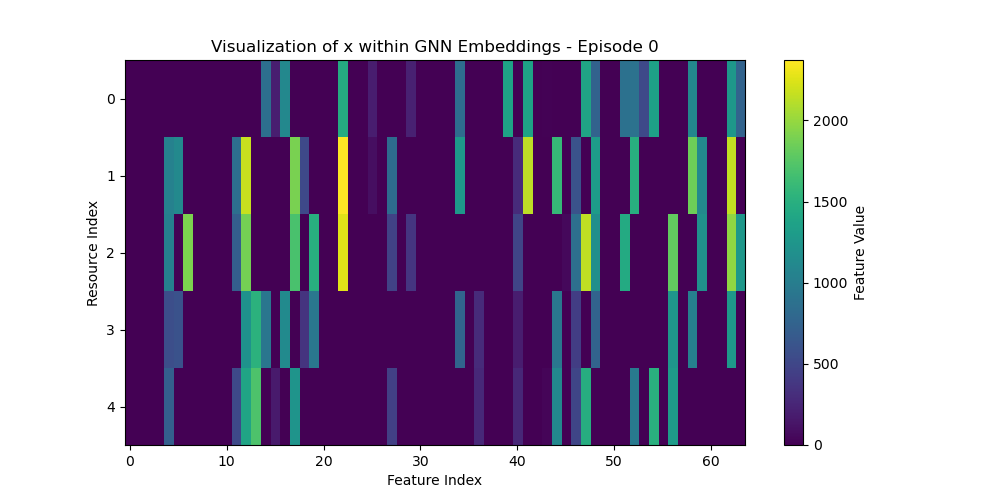 Visualization of x within GNN Embeddings - Episode 0
Resource Index
0
1
2
3
4
0 10 20 30 40 50 60
Feature Index
2000
1500
1000
500
0
Feature Value